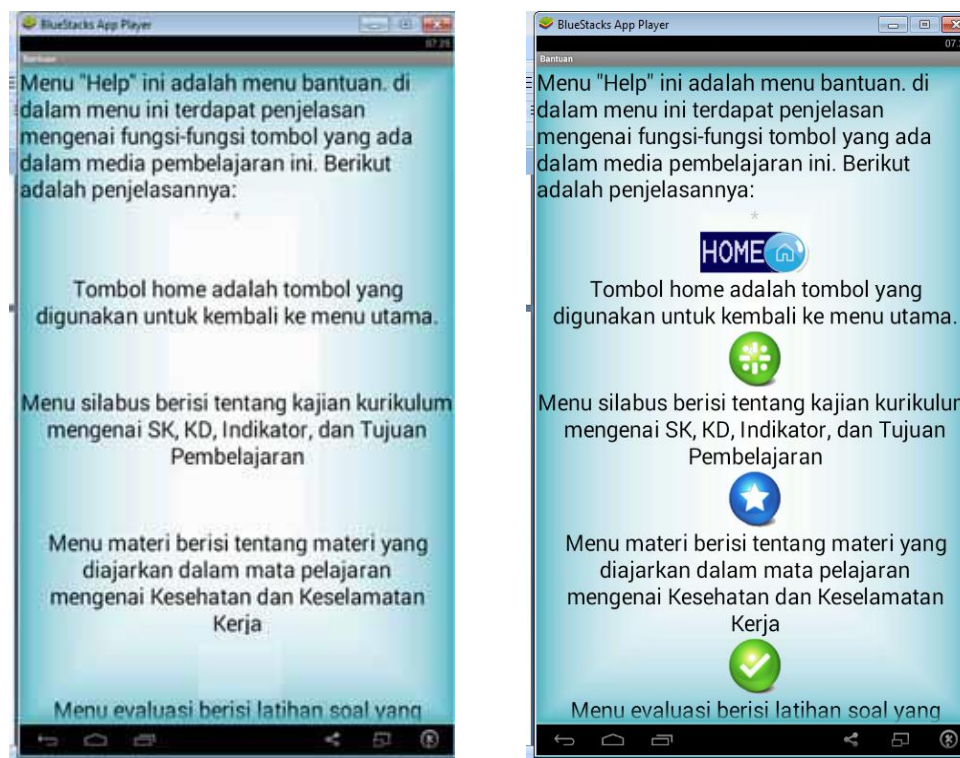 BlueStacks App Player
07:25
Bantuan
Menu "Help" ini adalah menu bantuan. di
dalam menu ini terdapat penjelasan
mengenai fungsi-fungsi tombol yang ada
dalam media pembelajaran ini. Berikut
adalah penjelasannya:
*
Tombol home adalah tombol yang
digunakan untuk kembali ke menu utama.
Menu silabus berisi tentang kajian kurikulum
mengenai SK, KD, Indikator, dan Tujuan
Pembelajaran
Menu materi berisi tentang materi yang
diajarkan dalam mata pelajaran
mengenai Kesehatan dan Keselamatan
Kerja
Menu evaluasi berisi latihan soal yang
BlueStacks App Player
Bantuan
Menu "Help" ini adalah menu bantuan. di
dalam menu ini terdapat penjelasan
mengenai fungsi-fungsi tombol yang ada
dalam media pembelajaran ini. Berikut
adalah penjelasannya:
*
HOME
Tombol home adalah tombol yang
digunakan untuk kembali ke menu utama.
Menu silabus berisi tentang kajian kurikulum
mengenai SK, KD, Indikator, dan Tujuan
Pembelajaran
Menu materi berisi tentang materi yang
diajarkan dalam mata pelajaran
mengenai Kesehatan dan Keselamatan
Kerja
Menu evaluasi berisi latihan soal yang